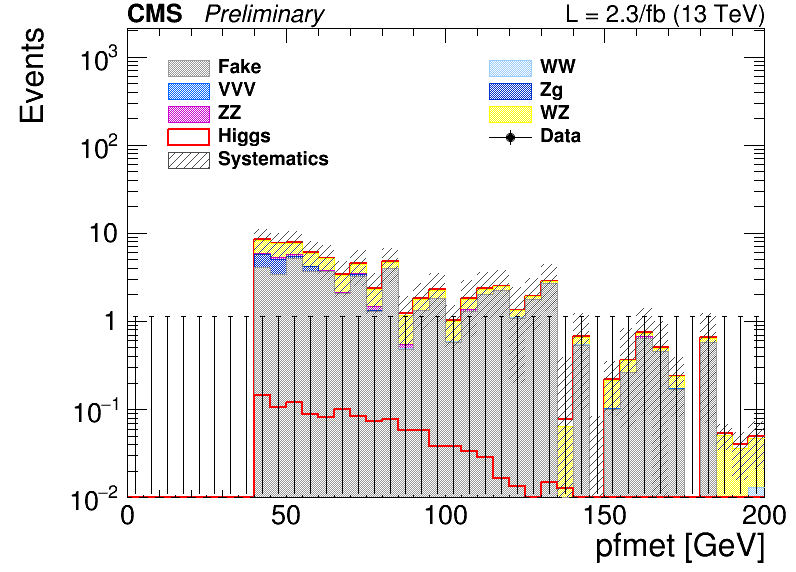 CMS Preliminary L = 2.3/fb (13 TeV)
Events
Fake WW
VVV Zg
ZZ WZ
Higgs Data
Systematics
10³
10²
10
1
10⁻¹
10⁻²
0 50 100 150 200
pfmet [GeV]